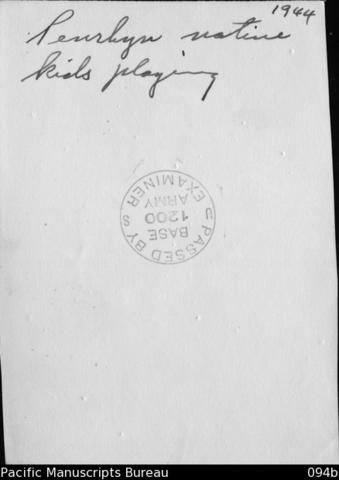 1944
Penrhyn native
kids playing
PASSED BY U S
BASE
1200
ARMY
EXAMINER
Pacific Manuscripts Bureau 094b